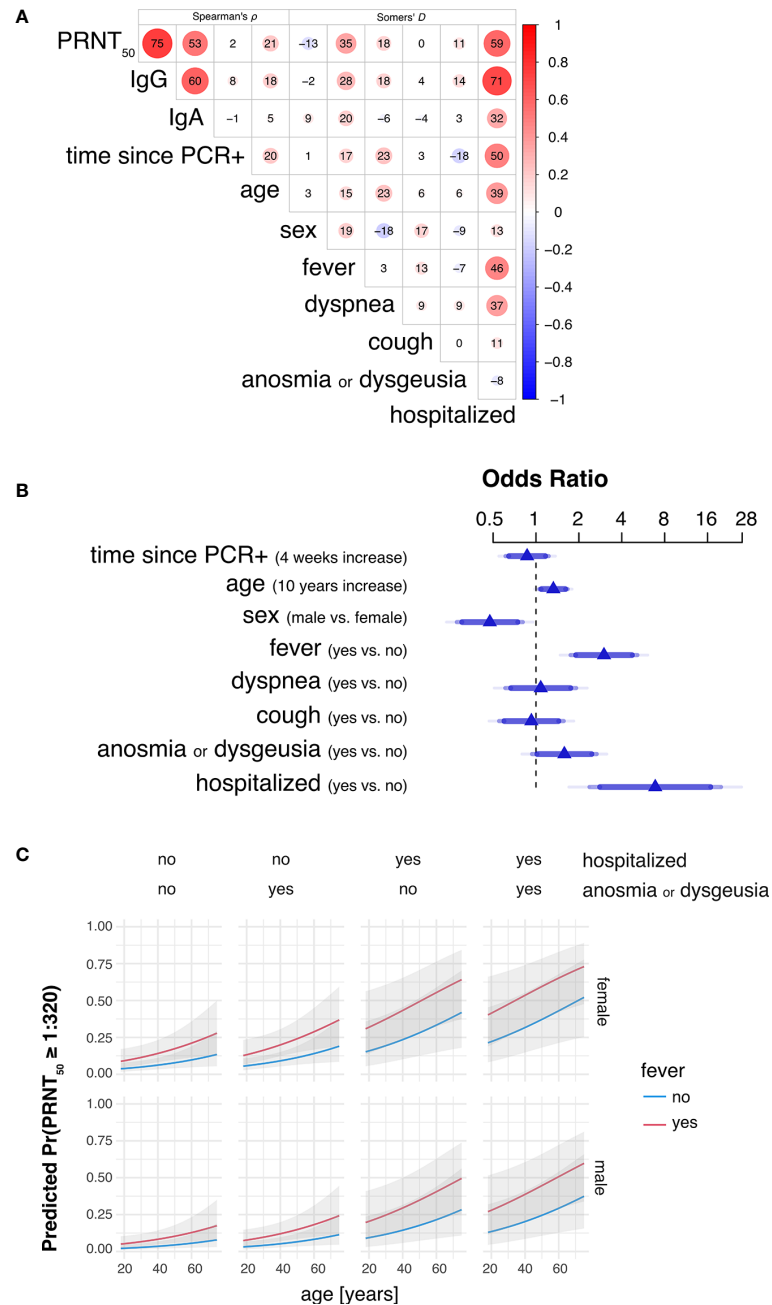 A
Spearman's ρ Somers' D
PRNT50 75 53 2 21 −13 35 18 0 11 59
IgG 60 8 18 −2 28 18 4 14 71
IgA −1 5 9 20 −6 −4 3 32
time since PCR+ 20 1 17 23 3 −18 50
age 3 15 23 6 6 39
sex 19 −18 17 −9 13
fever 3 13 −7 46
dyspnea 9 9 37
cough 0 11
anosmia or dysgeusia −8
hospitalized
1
0.8
0.6
0.4
0.2
0
−0.2
−0.4
−0.6
−0.8
−1
B
Odds Ratio
0.5 1 2 4 8 16 28
time since PCR+ (4 weeks increase)
age (10 years increase)
sex (male vs. female)
fever (yes vs. no)
dyspnea (yes vs. no)
cough (yes vs. no)
anosmia or dysgeusia (yes vs. no)
hospitalized (yes vs. no)
C
no no yes yes hospitalized
no yes no yes anosmia or dysgeusia
Predicted Pr(PRNT50 ≥ 1:320)
1.00
0.75
0.50
0.25
0.00
female
1.00
0.75
0.50
0.25
0.00
male
20 40 60 20 40 60 20 40 60 20 40 60
age [years]
fever
no
yes